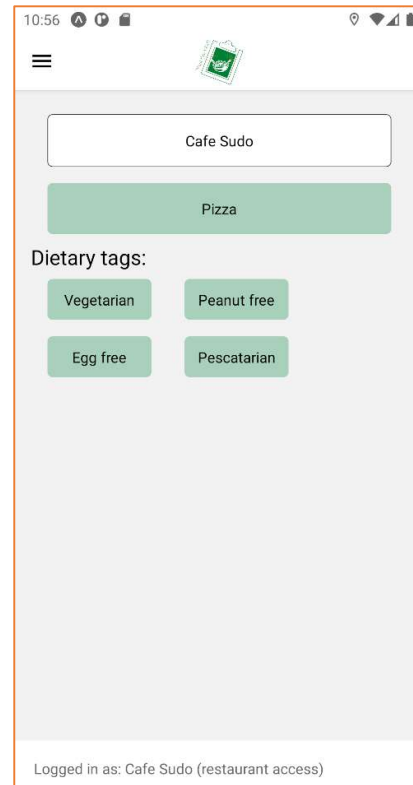 10:56
Cafe Sudo
Pizza
Dietary tags:
Vegetarian Peanut free
Egg free Pescatarian
Logged in as: Cafe Sudo (restaurant access)